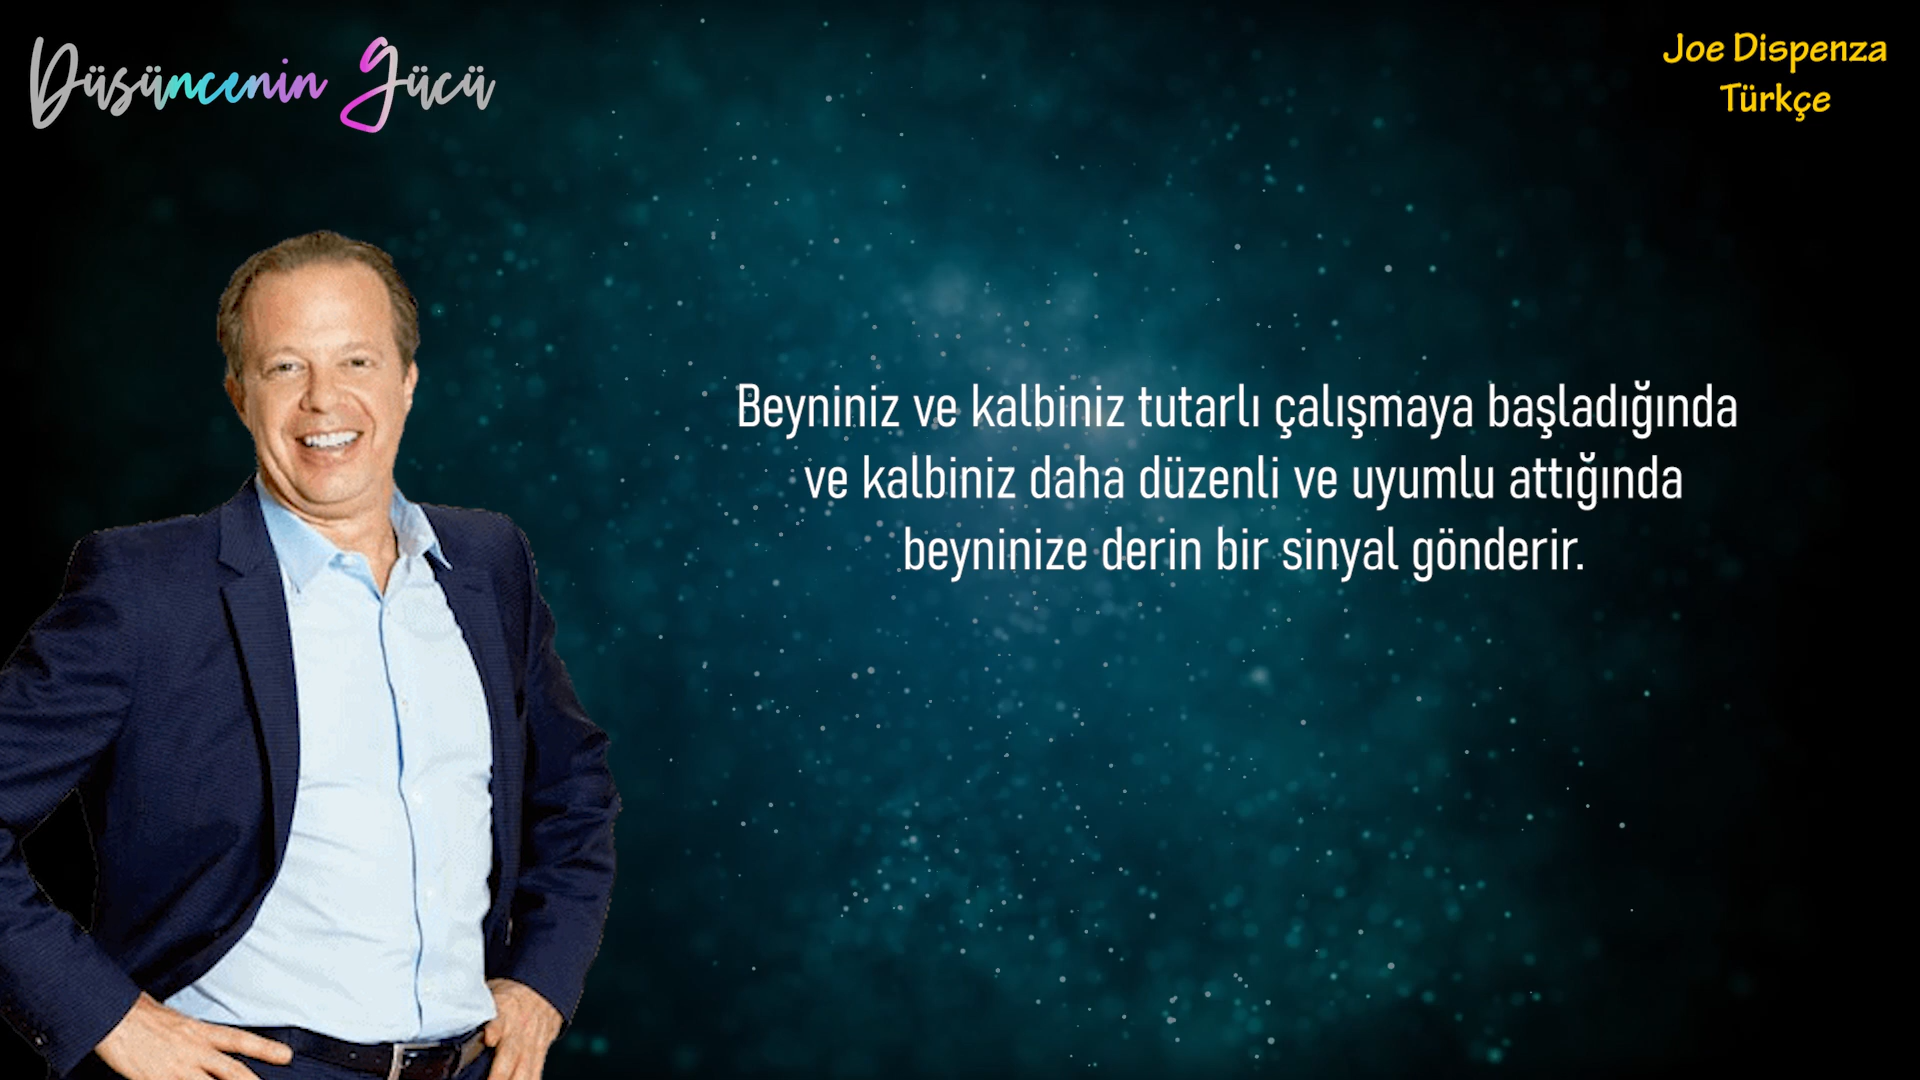 Düsüncenin Gücü
Joe Dispenza
Türkçe
Beyniniz ve kalbiniz tutarlı çalışmaya başladığında
ve kalbiniz daha düzenli ve uyumlu attığında
beyninize derin bir sinyal gönderir.